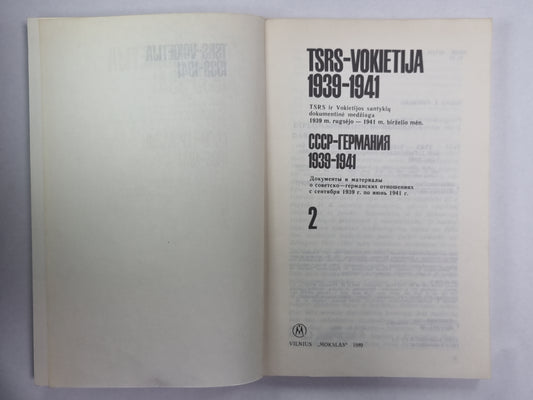 TSRS-VOKIETIJA
1939-1941
TSRS ir Vokietijos santykių
dokumentinė medžiaga
1939 m. rugsėjo — 1941 m. birželio mėn.
СССР-ГЕРМАНИЯ
1939-1941
Документы и материалы
о советско—германских отношениях
с сентября 1939 г. по июнь 1941 г.
2
M
VILNIUS „MOKSLAS“ 1989